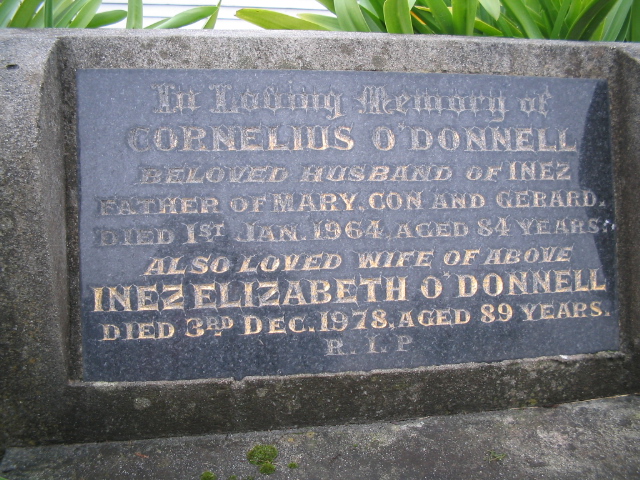 In Loving Memory of
CORNELIUS O'DONNELL
BELOVED HUSBAND OF INEZ
FATHER OF MARY, CON AND GERARD.
DIED 1ST JAN. 1964, AGED 84 YEARS.
ALSO LOVED WIFE OF ABOVE
INEZ ELIZABETH O'DONNELL
DIED 3RD DEC. 1978, AGED 89 YEARS.
R.I.P